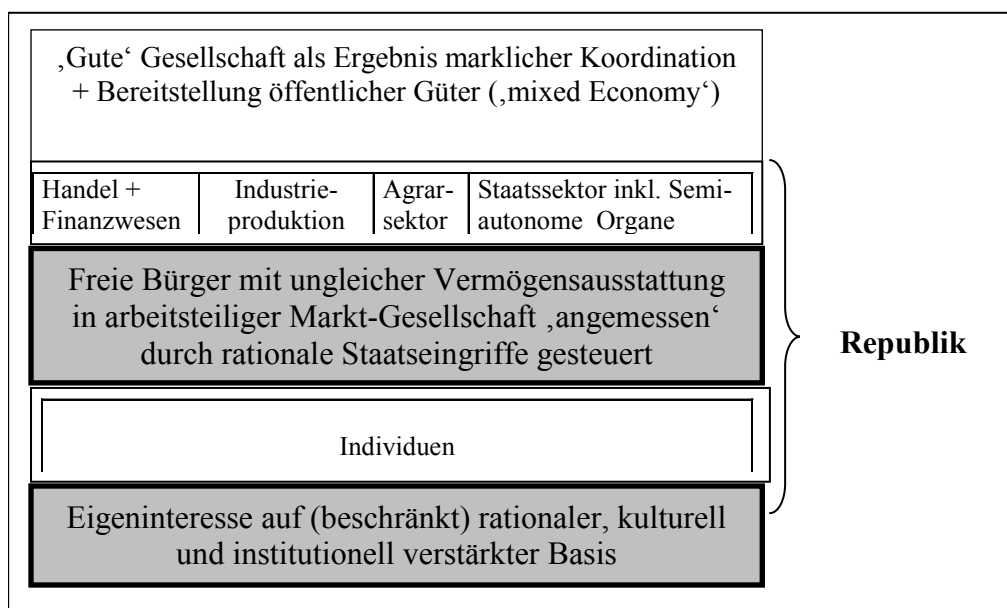 ‚Gute‘ Gesellschaft als Ergebnis marklicher Koordination
+ Bereitstellung öffentlicher Güter (‚mixed Economy‘)
Handel +
Finanzwesen
Industrie-
produktion
Agrar-
sektor
Staatssektor inkl. Semi-
autonome Organe
Freie Bürger mit ungleicher Vermögensausstattung
in arbeitsteiliger Markt-Gesellschaft ‚angemessen‘
durch rationale Staatseingriffe gesteuert
Republik
Individuen
Eigeninteresse auf (beschränkt) rationaler, kulturell
und institutionell verstärkter Basis